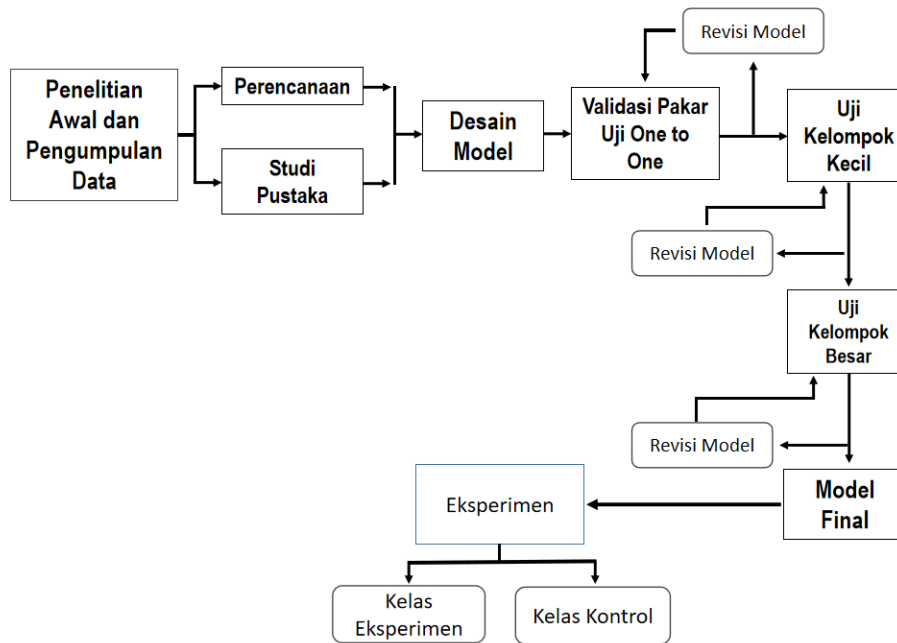 Revisi Model
Penelitian
Awal dan
Pengumpulan
Data
Perencanaan
Studi
Pustaka
Desain
Model
Validasi Pakar
Uji One to
One
Uji
Kelompok
Kecil
Revisi Model
Uji
Kelompok
Besar
Revisi Model
Model
Final
Eksperimen
Kelas
Eksperimen
Kelas Kontrol